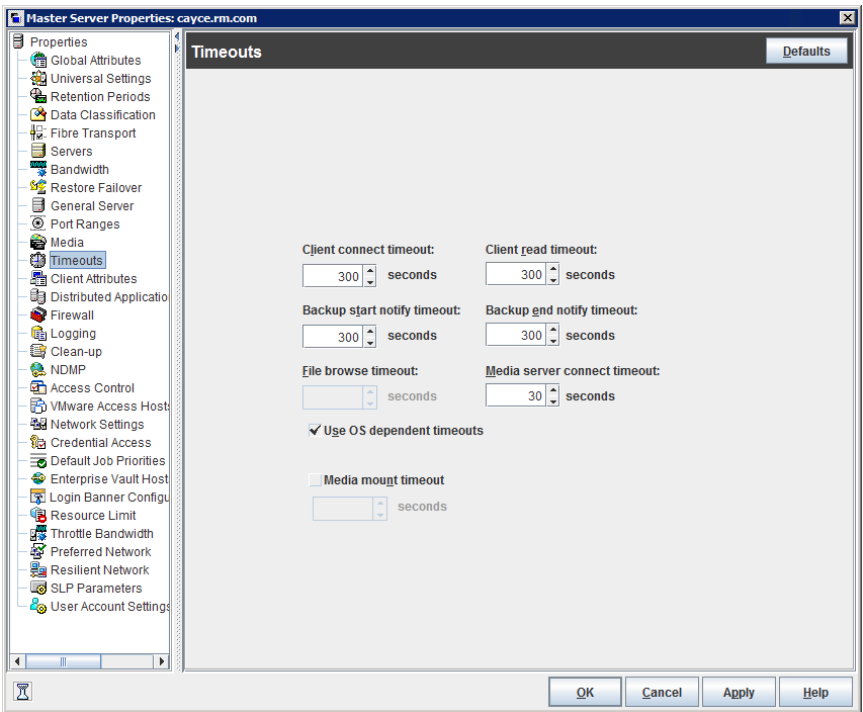 Master Server Properties: cayce.rm.com
Properties
Global Attributes
Universal Settings
Retention Periods
Data Classification
Fibre Transport
Servers
Bandwidth
Restore Failover
General Server
Port Ranges
Media
Timeouts
Client Attributes
Distributed Applicatio
Firewall
Logging
Clean-up
NDMP
Access Control
VMware Access Hosts
Network Settings
Credential Access
Default Job Priorities
Enterprise Vault Host
Login Banner Configu
Resource Limit
Throttle Bandwidth
Preferred Network
Resilient Network
SLP Parameters
User Account Settings
Timeouts
Defaults
Client connect timeout: Client read timeout:
300 seconds 300 seconds
Backup start notify timeout: Backup end notify timeout:
300 seconds 300 seconds
File browse timeout: Media server connect timeout:
seconds 30 seconds
Use OS dependent timeouts
Media mount timeout
seconds
OK Cancel Apply Help